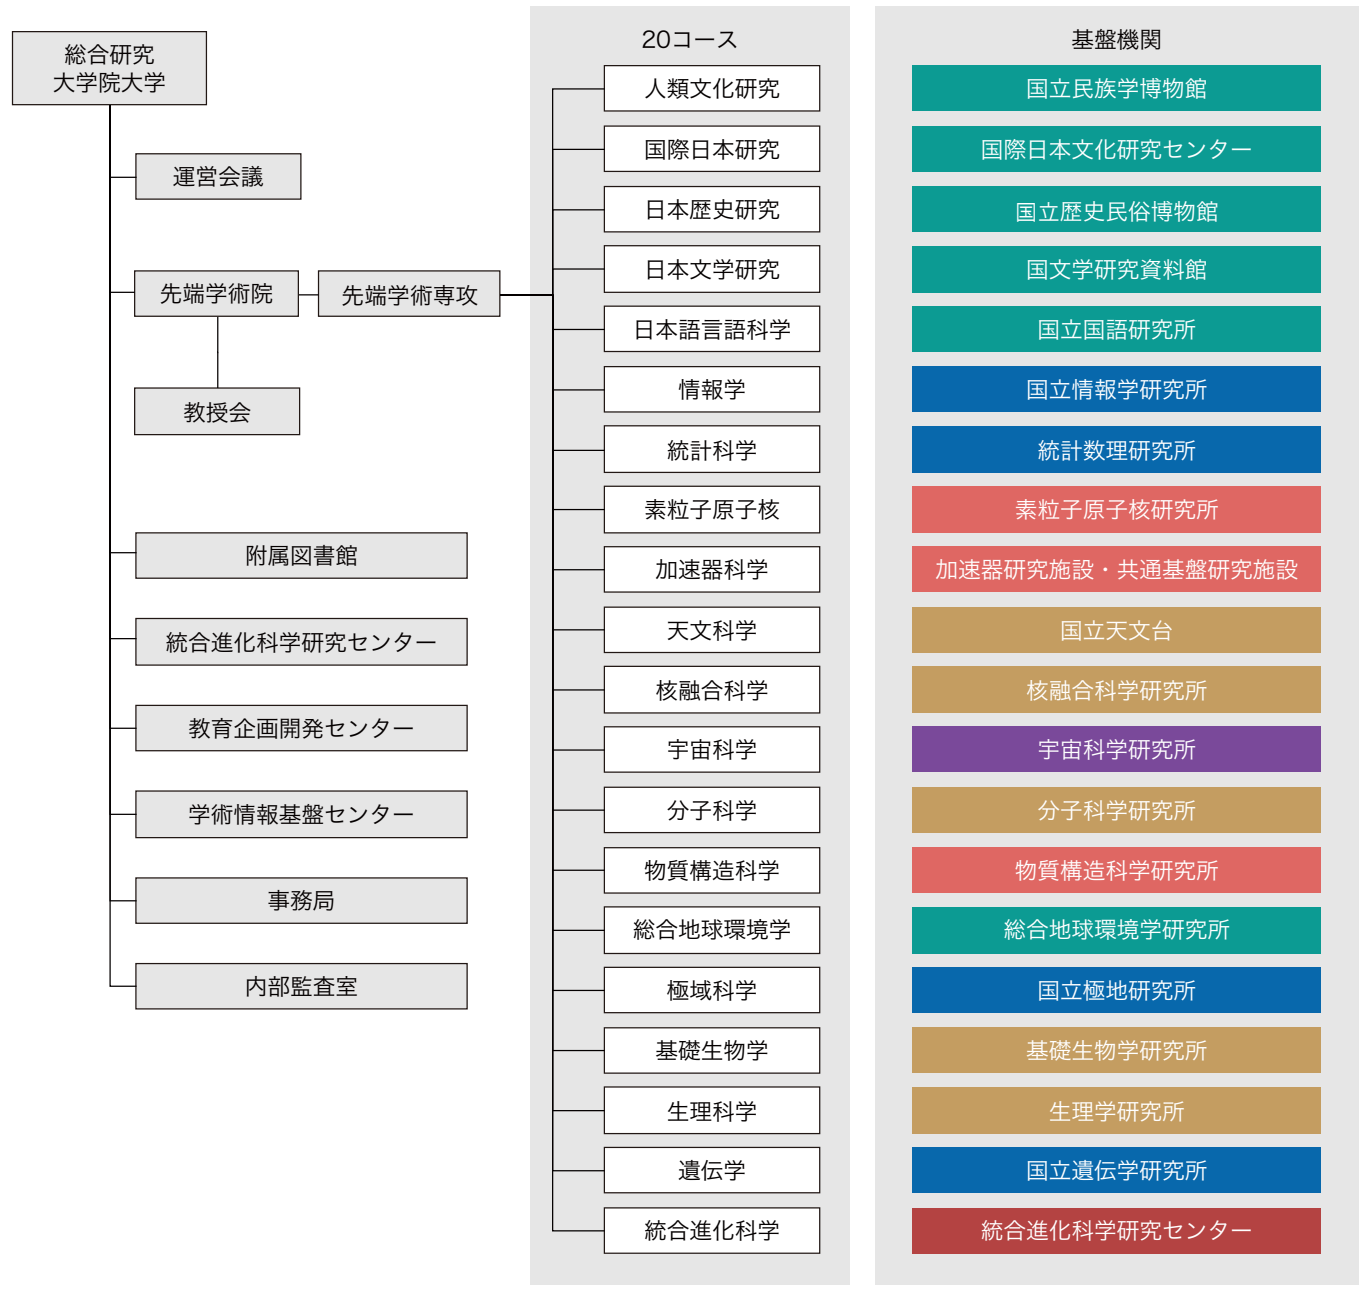 総合研究
大学院大学
運営会議
先端学術院
先端学術専攻
教授会
附属図書館
統合進化科学研究センター
教育企画開発センター
学術情報基盤センター
事務局
内部監査室
20コース
人類文化研究
国際日本研究
日本歴史研究
日本文学研究
日本語言語科学
情報学
統計科学
素粒子原子核
加速器科学
天文科学
核融合科学
宇宙科学
分子科学
物質構造科学
総合地球環境学
極域科学
基礎生物学
生理科学
遺伝学
統合進化科学
基盤機関
国立民族学博物館
国際日本文化研究センター
国立歴史民俗博物館
国文学研究資料館
国立国語研究所
国立情報学研究所
統計数理研究所
素粒子原子核研究所
加速器研究施設・共通基盤研究施設
国立天文台
核融合科学研究所
宇宙科学研究所
分子科学研究所
物質構造科学研究所
総合地球環境学研究所
国立極地研究所
基礎生物学研究所
生理学研究所
国立遺伝学研究所
統合進化科学研究センター